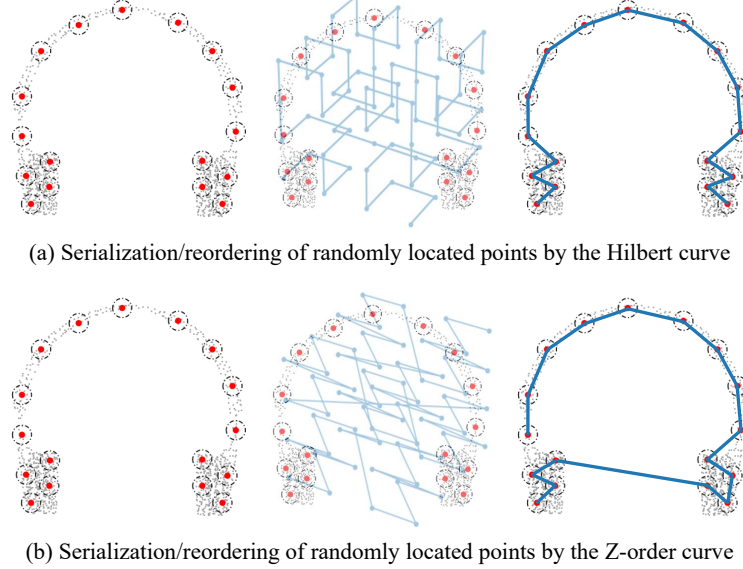 (a) Serialization/reordering of randomly located points by the Hilbert curve
(b) Serialization/reordering of randomly located points by the Z-order curve